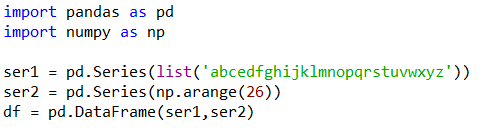 import pandas as pd
import numpy as np
ser1 = pd.Series(list('abcedfghijklmnopqrstuvwxyz'))
ser2 = pd.Series(np.arange(26))
df = pd.DataFrame(ser1,ser2)